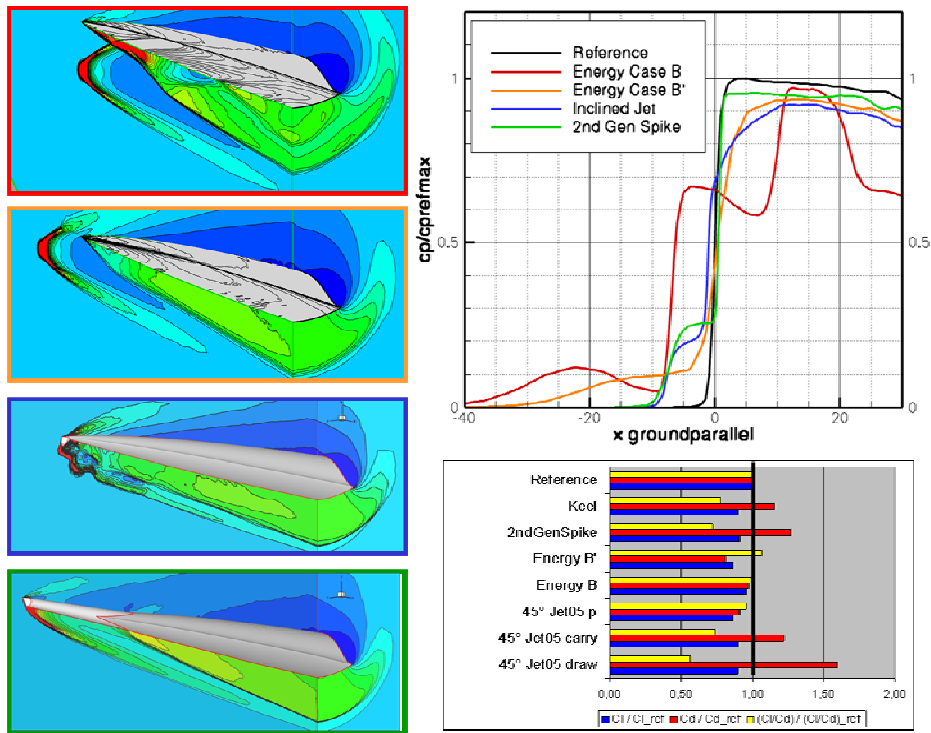 Reference
Energy Case B
Energy Case B'
Inclined Jet
2nd Gen Spike
cp/cprefmax
1
0.5
0
1
0.5
0
-40
-20
0
20
x groundparallel
Reference
Keel
2ndGenSpike
Energy B'
Energy B
45° Jet05 p
45° Jet05 carry
45° Jet05 draw
0,00
0,50
1,00
1,50
2,00
Cl / Cl_ref
Cd / Cd_ref
(Cl/Cd) / (Cl/Cd)_ref